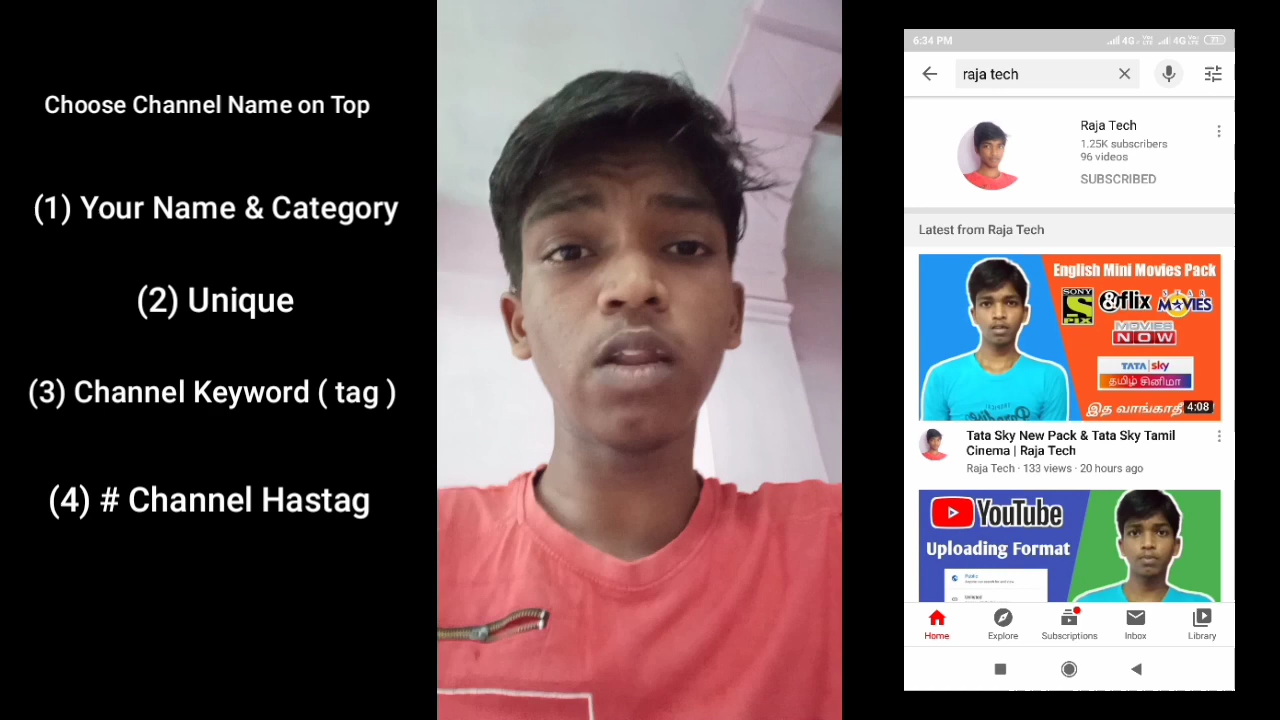 Choose Channel Name on Top
(1) Your Name & Category
(2) Unique
(3) Channel Keyword ( tag )
(4) # Channel Hastag
6:34 PM
4G
4G
raja tech
Raja Tech
1.25K subscribers
96 videos
SUBSCRIBED
Latest from Raja Tech
English Mini Movies Pack
SONY PIX &flix STAR MOVIES
MOVIES NOW
TATA sky
தமிழ் சினிமா
இத வாங்காதீ
4:08
Tata Sky New Pack & Tata Sky Tamil
Cinema | Raja Tech
Raja Tech · 133 views · 20 hours ago
YouTube
Uploading Format
Public
Home Explore Subscriptions Inbox Library